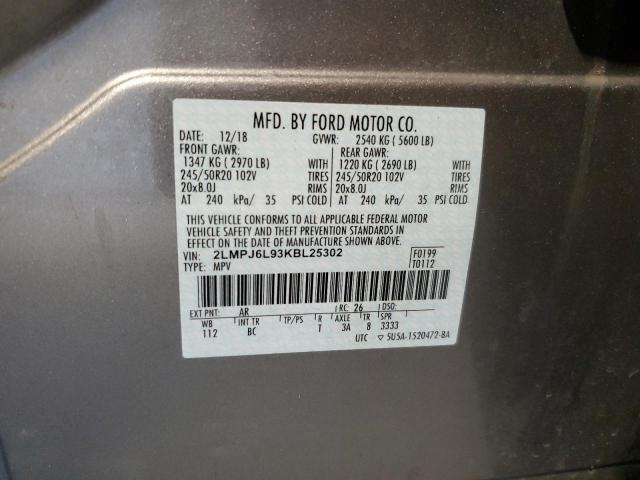 MFD. BY FORD MOTOR CO.
DATE: 12/18 GVWR: 2540 KG ( 5600 LB)
FRONT GAWR: REAR GAWR:
1347 KG ( 2970 LB) WITH 1220 KG ( 2690 LB) WITH
245/50R20 102V TIRES 245/50R20 102V TIRES
20x8.0J RIMS 20x8.0J RIMS
AT 240 kPa/ 35 PSI COLD AT 240 kPa/ 35 PSI COLD
THIS VEHICLE CONFORMS TO ALL APPLICABLE FEDERAL MOTOR
VEHICLE SAFETY AND THEFT PREVENTION STANDARDS IN
EFFECT ON THE DATE OF MANUFACTURE SHOWN ABOVE.
VIN: 2LMPJ6L93KBL25302 F0199
TYPE: MPV T0112
EXT PNT: AR RC: 26 DSO:
WB INT TR TP/PS R AXLE TR SPR
112 BC T 3A 8 3333
UTC ▽ 5U5A-1520472-BA